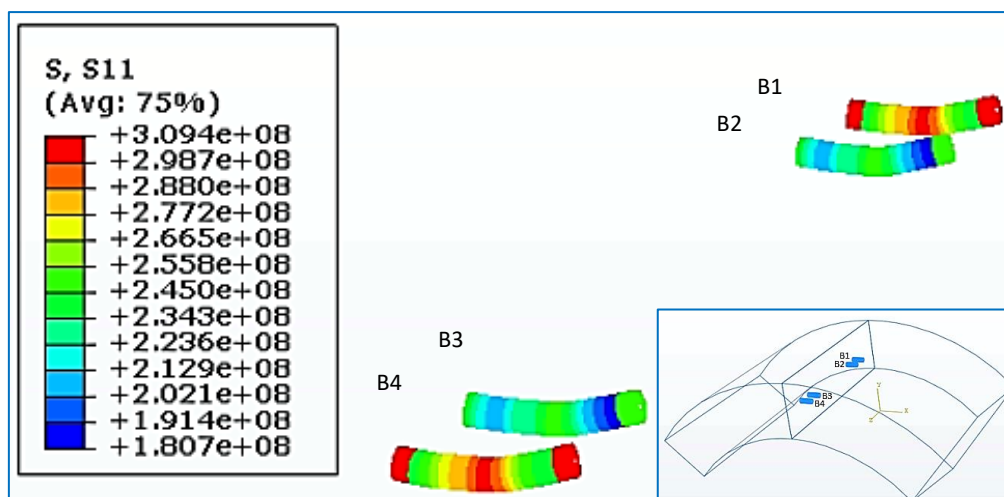 S, S11
(Avg: 75%)
+3.094e+08
+2.987e+08
+2.880e+08
+2.772e+08
+2.665e+08
+2.558e+08
+2.450e+08
+2.343e+08
+2.236e+08
+2.129e+08
+2.021e+08
+1.914e+08
+1.807e+08
B1
B2
B3
B4
B1
B2
B3
B4
Y
X
Z